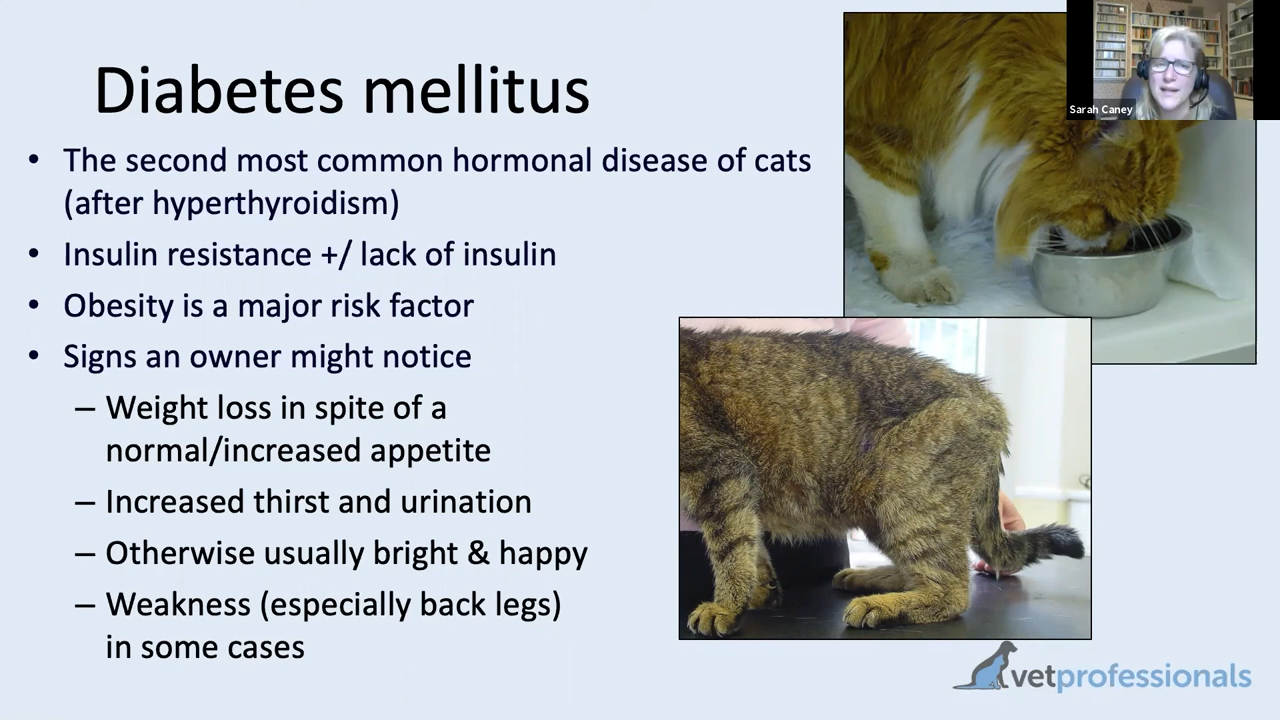 Diabetes mellitus
• The second most common hormonal disease of cats
(after hyperthyroidism)
• Insulin resistance +/ lack of insulin
• Obesity is a major risk factor
• Signs an owner might notice
– Weight loss in spite of a
normal/increased appetite
– Increased thirst and urination
– Otherwise usually bright & happy
– Weakness (especially back legs)
in some cases
Sarah Caney
vetprofessionals